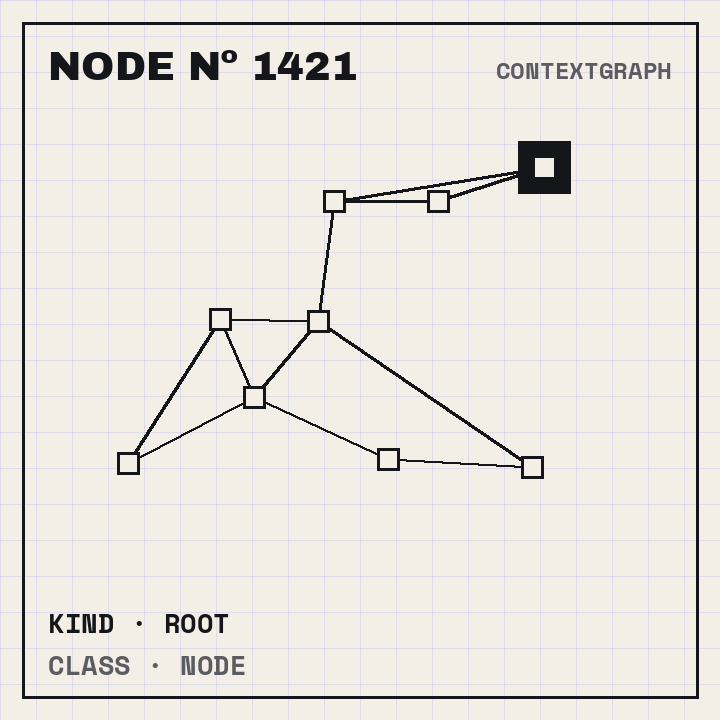 NODE Nº 1421
CONTEXTGRAPH
KIND · ROOT
CLASS · NODE